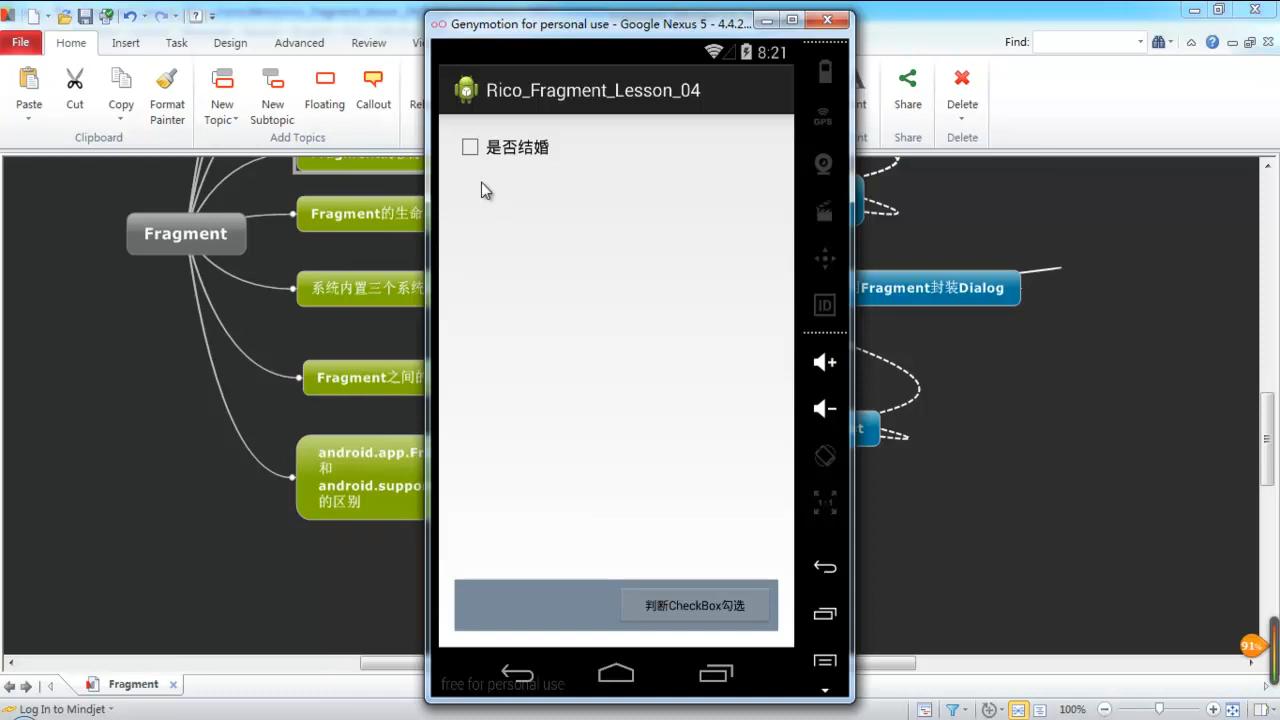 Genymotion for personal use - Google Nexus 5 - 4.4.2...
File
Home
Insert
Task
Design
Advanced
Review
Find:
Paste
Cut
Copy
Format
Painter
New
Topic
New
Subtopic
Floating
Callout
Share
Delete
Clipboard
Add Topics
Share
Delete
8:21
Rico_Fragment_Lesson_04
是否结婚
GPS
ID
1:1
Fragment
Fragment的生命
系统内置三个系统
Fragment之间的
android.app.Fr
和
android.suppor
的区别
Fragment封装Dialog
判断CheckBox勾选
free for personal use
91%
Fragment
Log In to Mindjet
100%